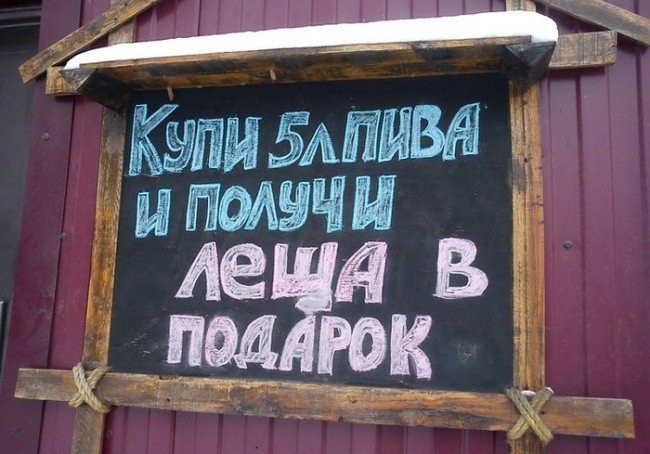 Купи 5л ПИВА
и получи
леща в
подарок